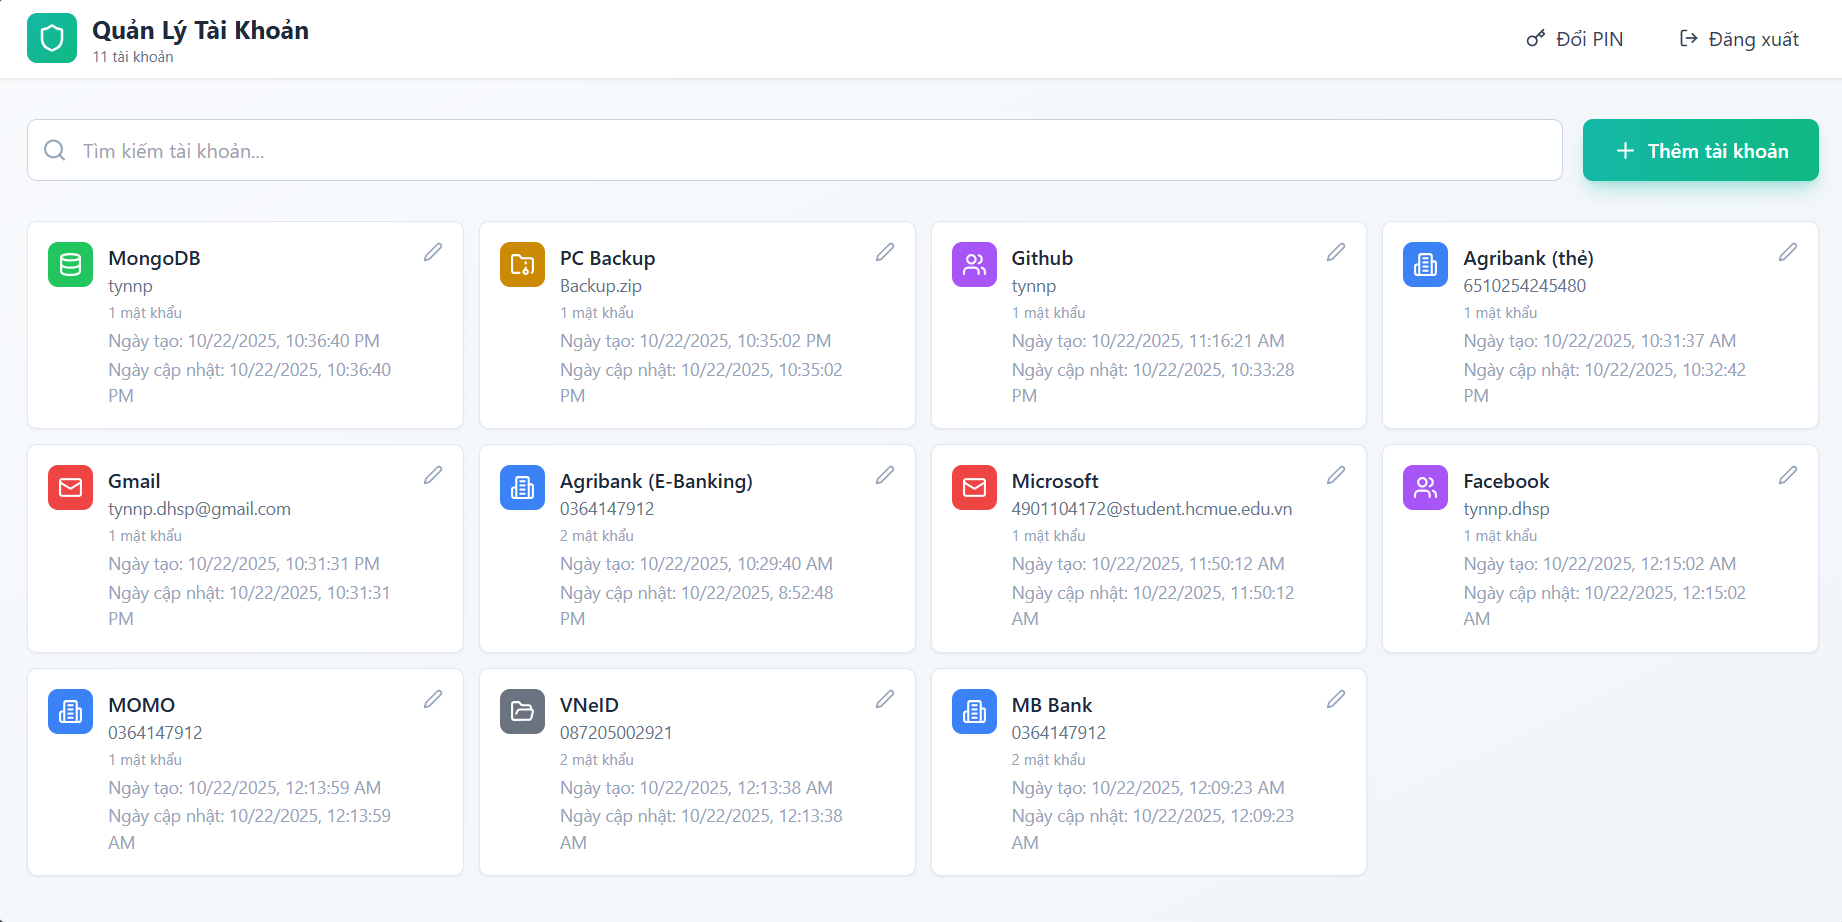 Quản Lý Tài Khoản
11 tài khoản
Đổi PIN
Đăng xuất
Tìm kiếm tài khoản...
Thêm tài khoản
MongoDB
tynnp
1 mật khẩu
Ngày tạo: 10/22/2025, 10:36:40 PM
Ngày cập nhật: 10/22/2025, 10:36:40
PM
PC Backup
Backup.zip
1 mật khẩu
Ngày tạo: 10/22/2025, 10:35:02 PM
Ngày cập nhật: 10/22/2025, 10:35:02
PM
Github
tynnp
1 mật khẩu
Ngày tạo: 10/22/2025, 11:16:21 AM
Ngày cập nhật: 10/22/2025, 10:33:28
PM
Agribank (thẻ)
6510254245480
1 mật khẩu
Ngày tạo: 10/22/2025, 10:31:37 AM
Ngày cập nhật: 10/22/2025, 10:32:42
PM
Gmail
tynnp.dhsp@gmail.com
1 mật khẩu
Ngày tạo: 10/22/2025, 10:31:31 PM
Ngày cập nhật: 10/22/2025, 10:31:31
PM
Agribank (E-Banking)
0364147912
2 mật khẩu
Ngày tạo: 10/22/2025, 10:29:40 AM
Ngày cập nhật: 10/22/2025, 8:52:48
PM
Microsoft
4901104172@student.hcmue.edu.vn
1 mật khẩu
Ngày tạo: 10/22/2025, 11:50:12 AM
Ngày cập nhật: 10/22/2025, 11:50:12
AM
Facebook
tynnp.dhsp
1 mật khẩu
Ngày tạo: 10/22/2025, 12:15:02 AM
Ngày cập nhật: 10/22/2025, 12:15:02
AM
MOMO
0364147912
1 mật khẩu
Ngày tạo: 10/22/2025, 12:13:59 AM
Ngày cập nhật: 10/22/2025, 12:13:59
AM
VNeID
087205002921
2 mật khẩu
Ngày tạo: 10/22/2025, 12:13:38 AM
Ngày cập nhật: 10/22/2025, 12:13:38
AM
MB Bank
0364147912
2 mật khẩu
Ngày tạo: 10/22/2025, 12:09:23 AM
Ngày cập nhật: 10/22/2025, 12:09:23
AM